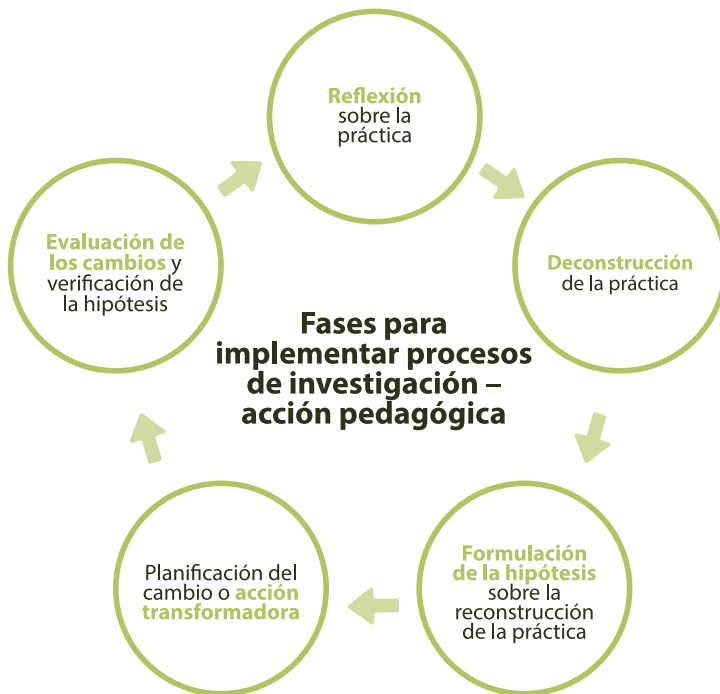 Reflexión
sobre la
práctica
Deconstrucción
de la práctica
Formulación
de la hipótesis
sobre la
reconstrucción
de la práctica
Planificación del
cambio o acción
transformadora
Evaluación de
los cambios y
verificación de
la hipótesis
Fases para
implementar procesos
de investigación –
acción pedagógica